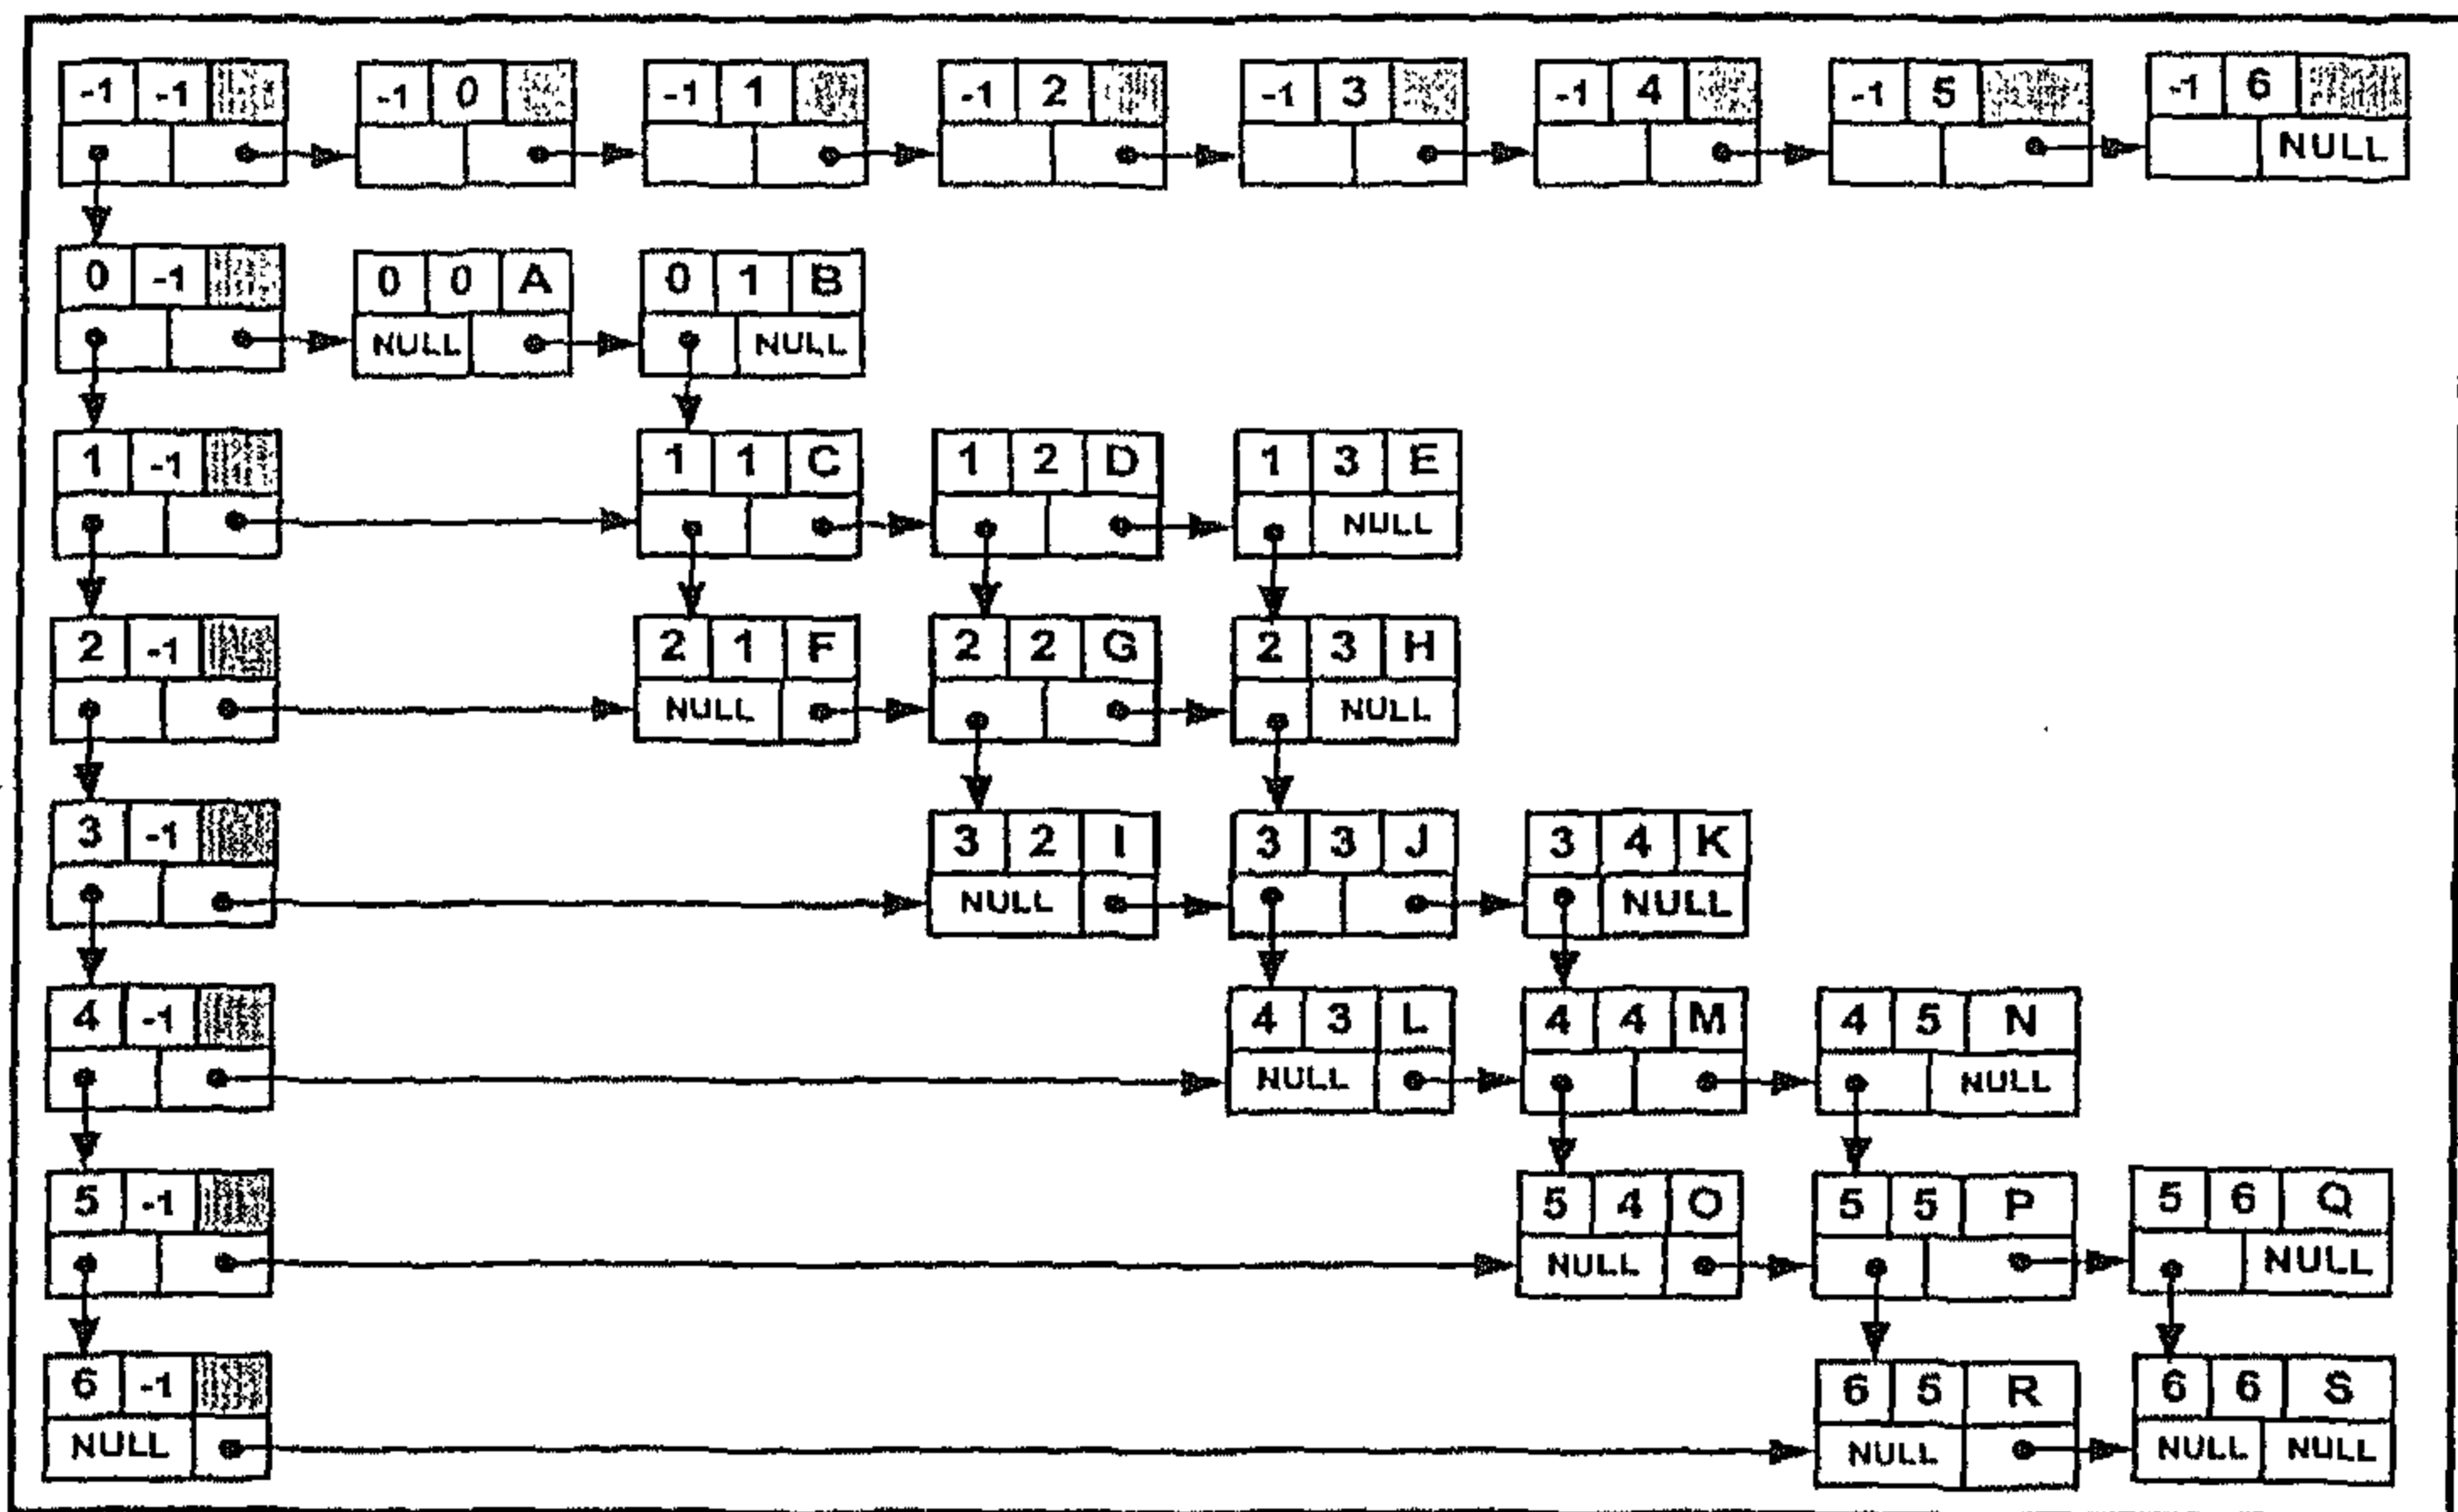 -1 -1 -1 0 -1 1 -1 2 -1 3 -1 4 -1 5 -1 6
NULL
0 -1 0 0 A 0 1 B
NULL NULL
1 -1 1 1 C 1 2 D 1 3 E
NULL
2 -1 2 1 F 2 2 G 2 3 H
NULL NULL
3 -1 3 2 I 3 3 J 3 4 K
NULL NULL
4 -1 4 3 L 4 4 M 4 5 N
NULL NULL
5 -1 5 4 O 5 5 P 5 6 Q
NULL NULL
6 -1 6 5 R 6 6 S
NULL NULL NULL NULL